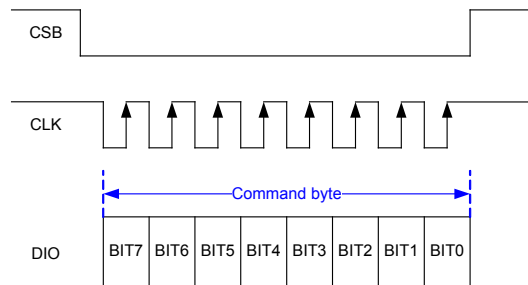 CSB
CLK
Command byte
DIO BIT7 BIT6 BIT5 BIT4 BIT3 BIT2 BIT1 BIT0